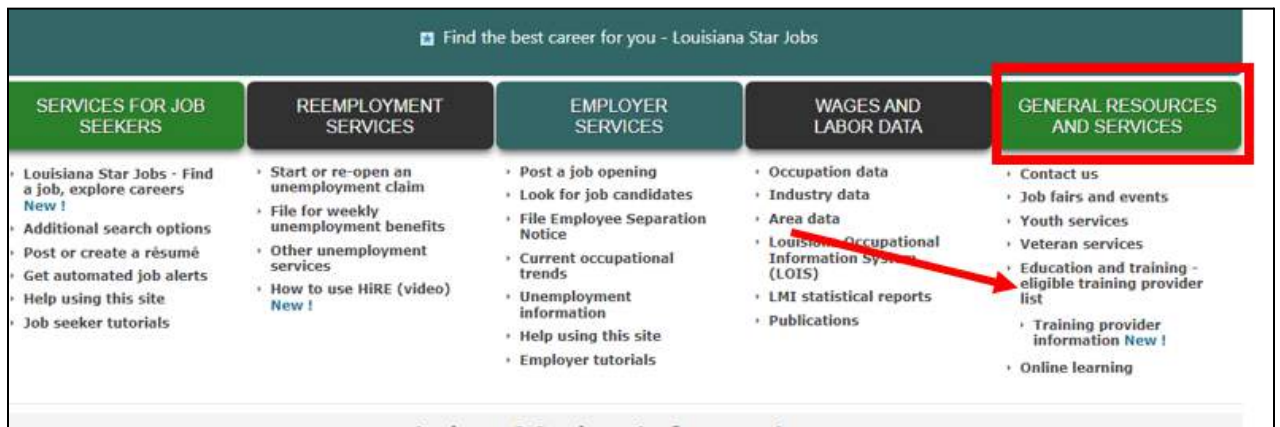 Find the best career for you - Louisiana Star Jobs
SERVICES FOR JOB
SEEKERS
Louisiana Star Jobs - Find
a job, explore careers
New !
Additional search options
Post or create a résumé
Get automated job alerts
Help using this site
Job seeker tutorials
REEMPLOYMENT
SERVICES
Start or re-open an
unemployment claim
File for weekly
unemployment benefits
Other unemployment
services
How to use HiRE (video)
New !
EMPLOYER
SERVICES
Post a job opening
Look for job candidates
File Employee Separation
Notice
Current occupational
trends
Unemployment
information
Help using this site
Employer tutorials
WAGES AND
LABOR DATA
Occupation data
Industry data
Area data
Louisiana Occupational
Information System
(LOIS)
LMI statistical reports
Publications
GENERAL RESOURCES
AND SERVICES
Contact us
Job fairs and events
Youth services
Veteran services
Education and training -
eligible training provider
list
Training provider
information New !
Online learning